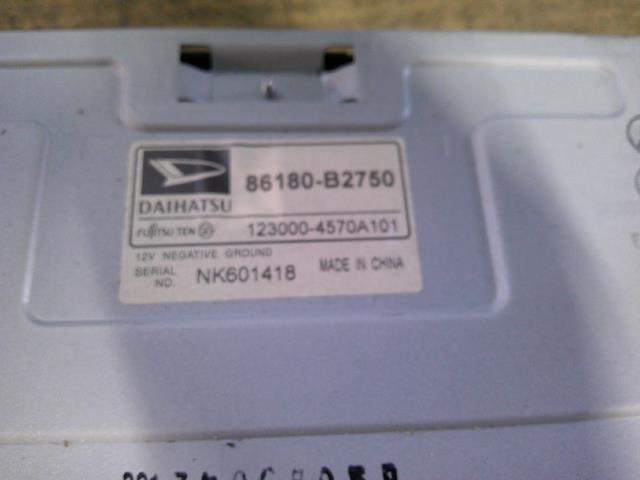 86180-B2750
DAIHATSU
FUJITSU TEN
123000-4570A101
12V NEGATIVE GROUND
SERIAL NO. NK601418
MADE IN CHINA